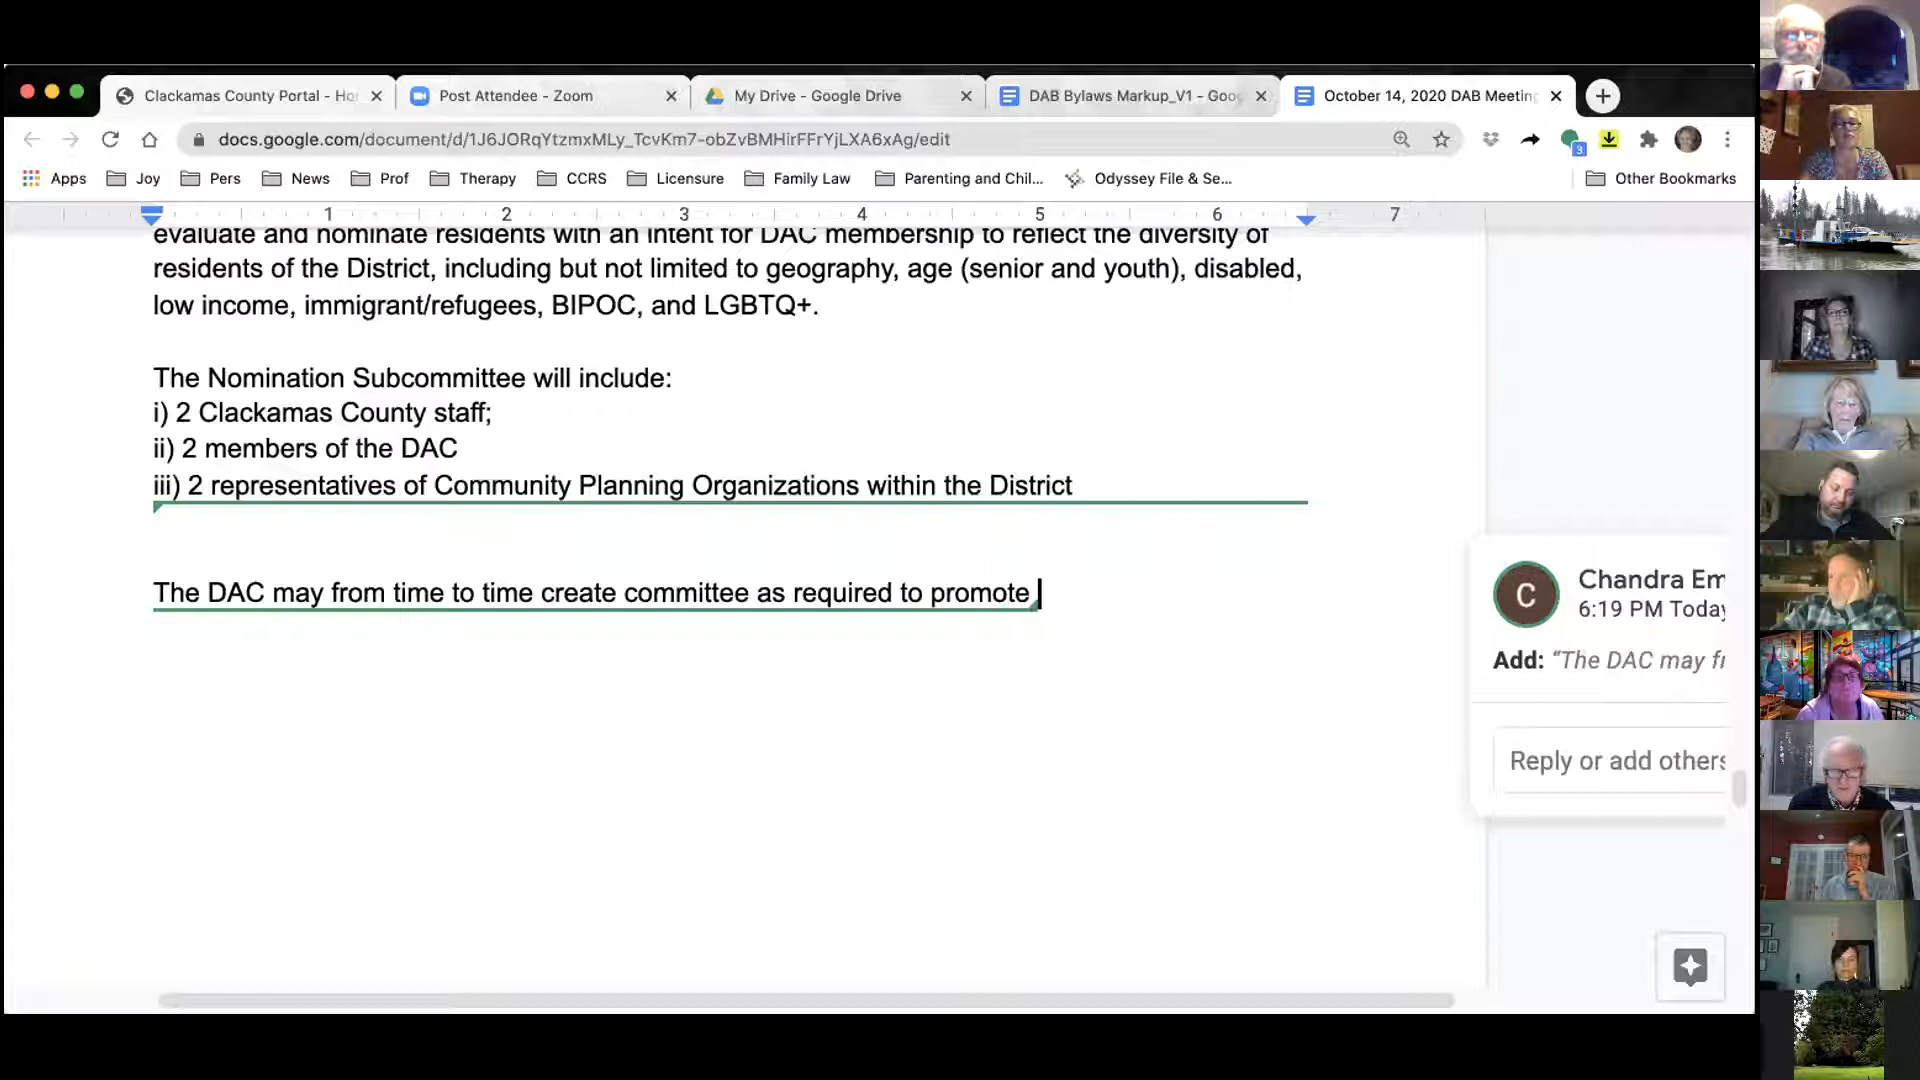 Clackamas County Portal - Ho
Post Attendee - Zoom
My Drive - Google Drive
DAB Bylaws Markup_V1 - Goo
October 14, 2020 DAB Meetin
docs.google.com/document/d/1J6JORqYtzmxMLy_TcvKm7-obZvBMHirFFrYjLXA6xAg/edit
3
Apps
Joy
Pers
News
Prof
Therapy
CCRS
Licensure
Family Law
Parenting and Chil...
Odyssey File & Se...
Other Bookmarks
1 2 3 4 5 6 7
evaluate and nominate residents with an intent for DAC membership to reflect the diversity of
residents of the District, including but not limited to geography, age (senior and youth), disabled,
low income, immigrant/refugees, BIPOC, and LGBTQ+.
The Nomination Subcommittee will include:
i) 2 Clackamas County staff;
ii) 2 members of the DAC
iii) 2 representatives of Community Planning Organizations within the District
The DAC may from time to time create committee as required to promote
C
Chandra Em
6:19 PM Today
Add: “The DAC may fr
Reply or add others